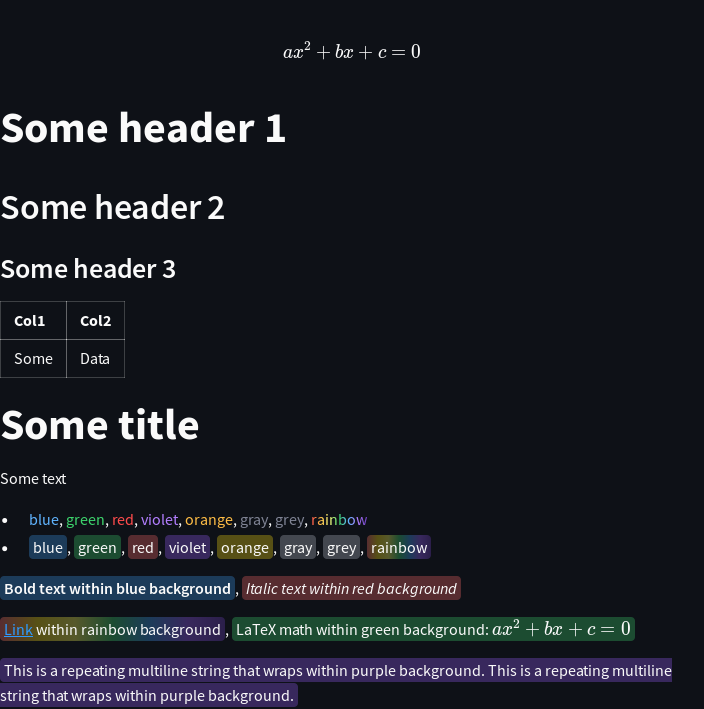 ax² + bx + c = 0
Some header 1
Some header 2
Some header 3
Col1 Col2
Some Data
Some title
Some text
• blue, green, red, violet, orange, gray, grey, rainbow
• blue, green, red, violet, orange, gray, grey, rainbow
Bold text within blue background, Italic text within red background
Link within rainbow background, LaTeX math within green background: ax² + bx + c = 0
This is a repeating multiline string that wraps within purple background. This is a repeating multiline
string that wraps within purple background.